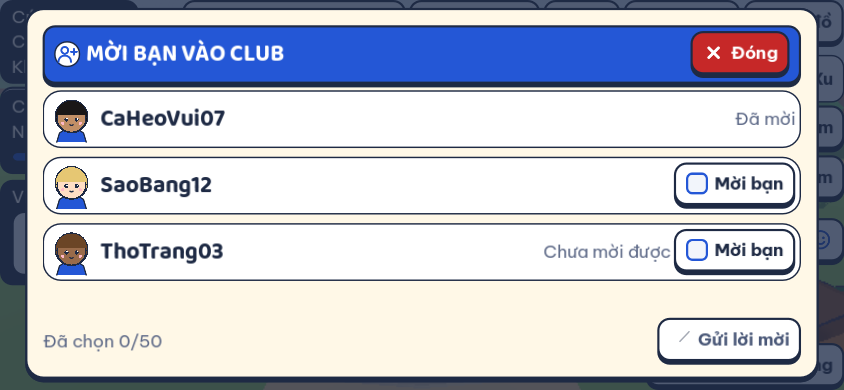 MỜI BẠN VÀO CLUB
Đóng
CaHeoVui07
Đã mời
SaoBang12
Mời bạn
ThoTrang03
Chưa mời được
Mời bạn
Đã chọn 0/50
Gửi lời mời